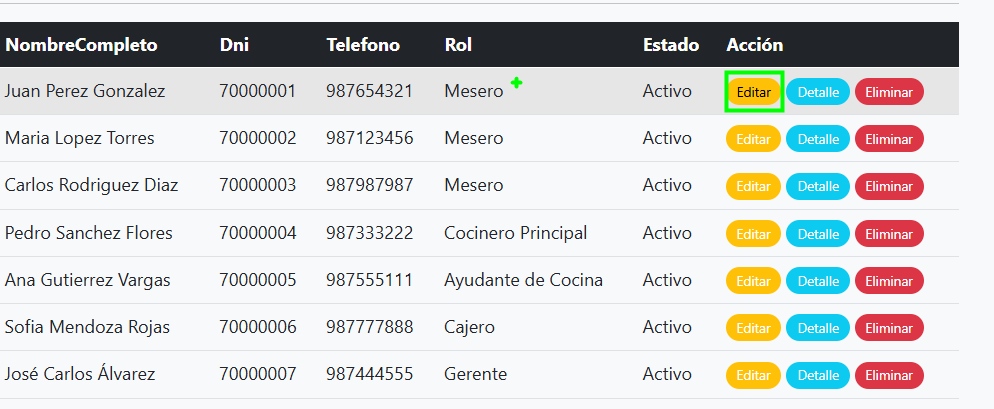 NombreCompleto Dni Telefono Rol Estado Acción
Juan Perez Gonzalez 70000001 987654321 Mesero Activo Editar Detalle Eliminar
Maria Lopez Torres 70000002 987123456 Mesero Activo Editar Detalle Eliminar
Carlos Rodriguez Diaz 70000003 987987987 Mesero Activo Editar Detalle Eliminar
Pedro Sanchez Flores 70000004 987333222 Cocinero Principal Activo Editar Detalle Eliminar
Ana Gutierrez Vargas 70000005 987555111 Ayudante de Cocina Activo Editar Detalle Eliminar
Sofia Mendoza Rojas 70000006 987777888 Cajero Activo Editar Detalle Eliminar
José Carlos Álvarez 70000007 987444555 Gerente Activo Editar Detalle Eliminar